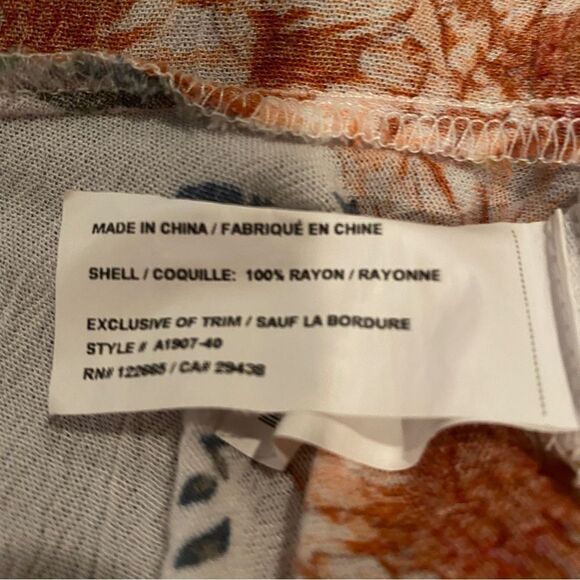 MADE IN CHINA / FABRIQUÉ EN CHINE
SHELL / COQUILLE: 100% RAYON / RAYONNE
EXCLUSIVE OF TRIM / SAUF LA BORDURE
STYLE # A1907-40
RN# 122665 / CA# 29438